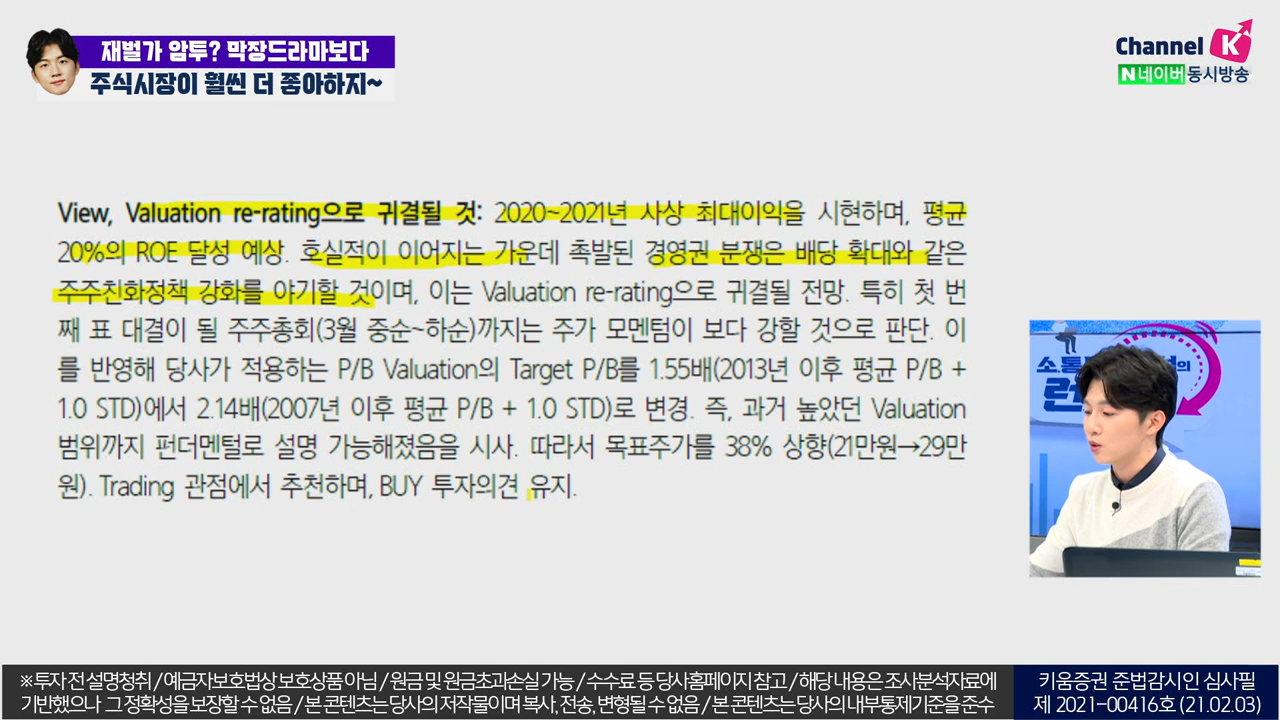 재벌가 암투? 막장드라마보다
주식시장이 훨씬 더 좋아하지~
Channel K
N 네이버 동시방송
View, Valuation re-rating으로 귀결될 것: 2020~2021년 사상 최대이익을 시현하며, 평균
20%의 ROE 달성 예상. 호실적이 이어지는 가운데 촉발된 경영권 분쟁은 배당 확대와 같은
주주친화정책 강화를 야기할 것이며, 이는 Valuation re-rating으로 귀결될 전망. 특히 첫 번
째 표 대결이 될 주주총회(3월 중순~하순)까지는 주가 모멘텀이 보다 강할 것으로 판단. 이
를 반영해 당사가 적용하는 P/B Valuation의 Target P/B를 1.55배(2013년 이후 평균 P/B +
1.0 STD)에서 2.14배(2007년 이후 평균 P/B + 1.0 STD)로 변경. 즉, 과거 높았던 Valuation
범위까지 펀더멘털로 설명 가능해졌음을 시사. 따라서 목표주가를 38% 상향(21만원→29만
원). Trading 관점에서 추천하며, BUY 투자의견 유지.
※투자 전 설명청취 / 예금자보호법상 보호상품 아님 / 원금 및 원금초과손실 가능 / 수수료 등 당사홈페이지 참고 / 해당 내용은 조사분석자료에
기반했으나 그 정확성을 보장할 수 없음 / 본 콘텐츠는 당사의 저작물이며 복사, 전송, 변형될 수 없음 / 본 콘텐츠는 당사의 내부통제기준을 준수
키움증권 준법감시인 심사필
제 2021-00416호 (21.02.03)